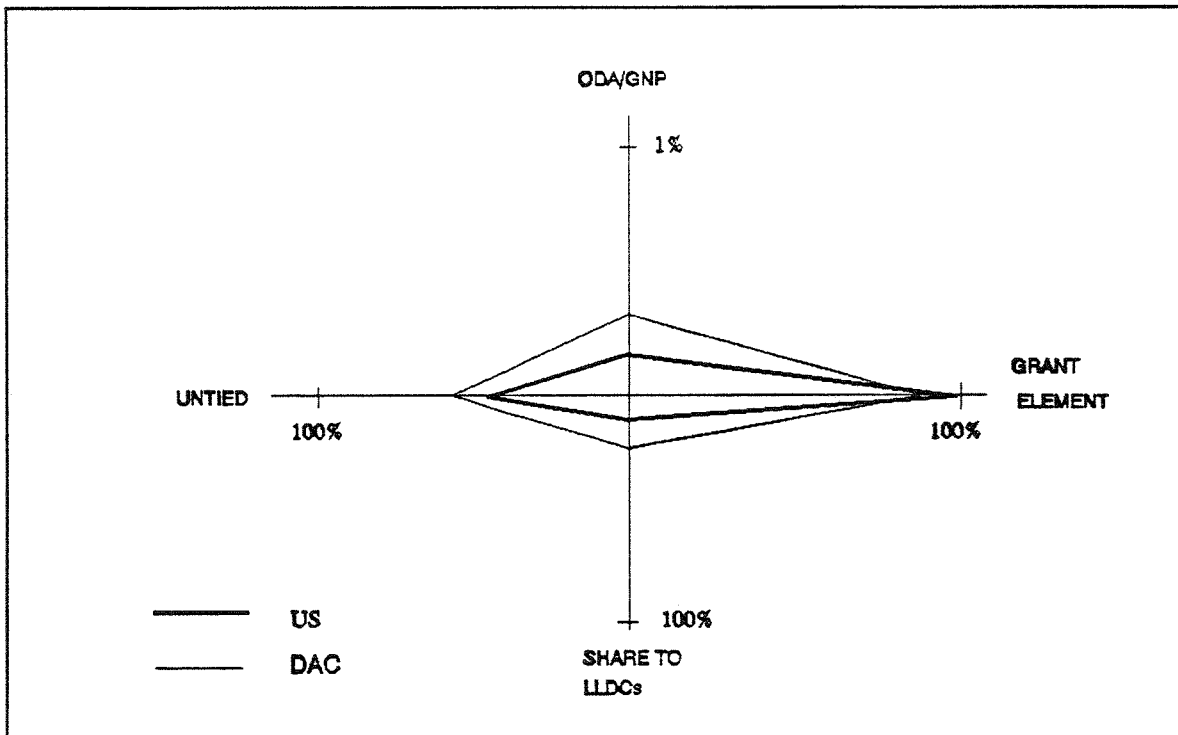 ODA/GNP
1%
GRANT
UNTIED
ELEMENT
100%
100%
US
100%
DAC
SHARE TO
LLDCs